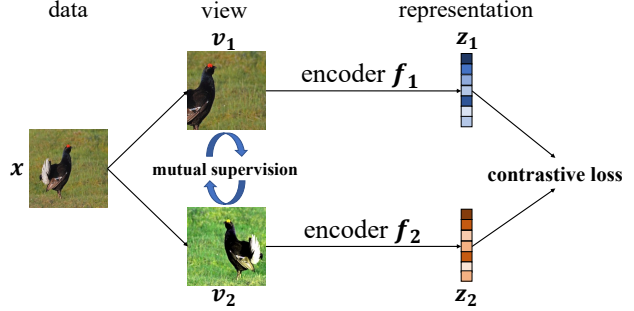 data view representation
v₁ z₁
encoder f₁
x mutual supervision contrastive loss
encoder f₂
v₂ z₂